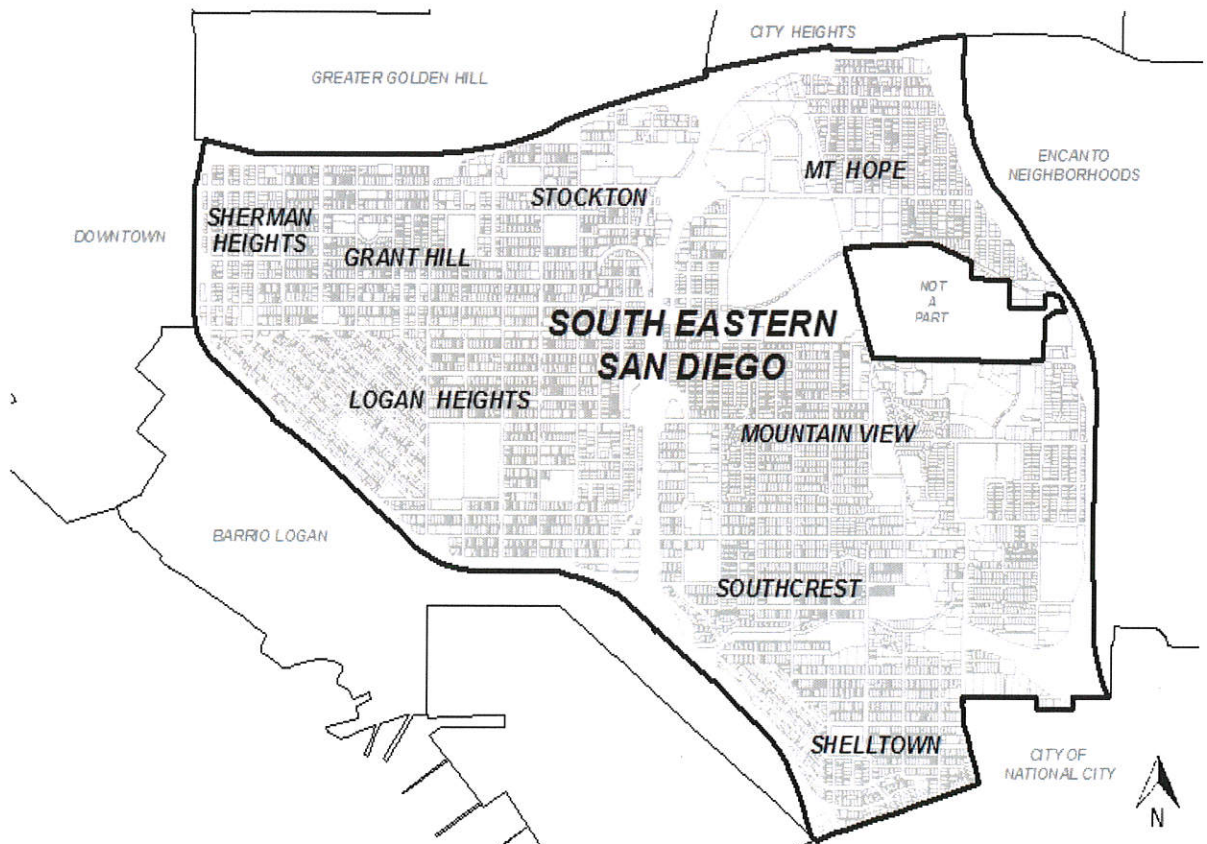 CITY HEIGHTS
GREATER GOLDEN HILL
ENCANTO
NEIGHBORHOODS
MT HOPE
STOCKTON
SHERMAN
HEIGHTS
DOWNTOWN
GRANT HILL
NOT
A
PART
SOUTH EASTERN
SAN DIEGO
LOGAN HEIGHTS
MOUNTAIN VIEW
BARRIO LOGAN
SOUTHCREST
SHELLTOWN
CITY OF
NATIONAL CITY
N